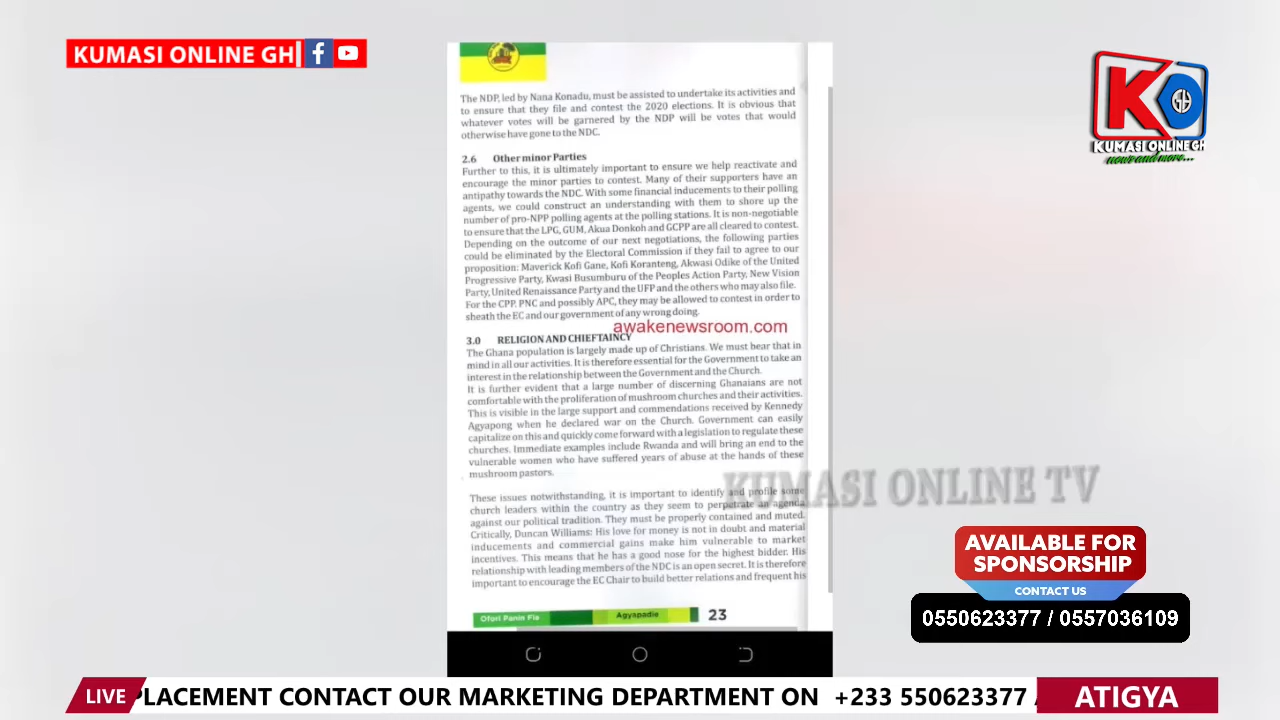 KUMASI ONLINE GH
KO
Gh
KUMASI ONLINE GH
news and more...
The NDP, led by Nana Konadu, must be assisted to undertake its activities and
to ensure that they file and contest the 2020 elections. It is obvious that
whatever votes will be garnered by the NDP will be votes that would
otherwise have gone to the NDC.
2.6 Other minor Parties
Further to this, it is ultimately important to ensure we help reactivate and
encourage the minor parties to contest. Many of their supporters have an
antipathy towards the NDC. With some financial inducements to their polling
agents, we could construct an understanding with them to shore up the
number of pro-NPP polling agents at the polling stations. It is non-negotiable
to ensure that the LPG, GUM, Akua Donkoh and GCPP are all cleared to contest.
Depending on the outcome of our next negotiations, the following parties
could be eliminated by the Electoral Commission if they fail to agree to our
proposition: Maverick Kofi Gane, Kofi Koranteng, Akwasi Odike of the United
Progressive Party, Kwasi Busumburu of the Peoples Action Party, New Vision
Party, United Renaissance Party and the UFP and the others who may also file.
For the CPP, PNC and possibly APC, they may be allowed to contest in order to
sheath the EC and our government of any wrong doing.
awakenewsroom.com
3.0 RELIGION AND CHIEFTAINCY
The Ghana population is largely made up of Christians. We must bear that in
mind in all our activities. It is therefore essential for the Government to take an
interest in the relationship between the Government and the Church.
It is further evident that a large number of discerning Ghanaians are not
comfortable with the proliferation of mushroom churches and their activities.
This is visible in the large support and commendations received by Kennedy
Agyapong when he declared war on the Church. Government can easily
capitalize on this and quickly come forward with a legislation to regulate these
churches. Immediate examples include Rwanda and will bring an end to the
vulnerable women who have suffered years of abuse at the hands of these
mushroom pastors.
KUMASI ONLINE TV
These issues notwithstanding, it is important to identify and profile some
church leaders within the country as they seem to perpetrate an agenda
against our political tradition. They must be properly contained and muted.
Critically, Duncan Williams: His love for money is not in doubt and material
inducements and commercial gains make him vulnerable to market
incentives. This means that he has a good nose for the highest bidder. His
relationship with leading members of the NDC is an open secret. It is therefore
important to encourage the EC Chair to build better relations and frequent his
Ofori Panin Fie Agyapadie 23
AVAILABLE FOR
SPONSORSHIP
CONTACT US
0550623377 / 0557036109
LIVE PLACEMENT CONTACT OUR MARKETING DEPARTMENT ON +233 550623377 / ATIGYA